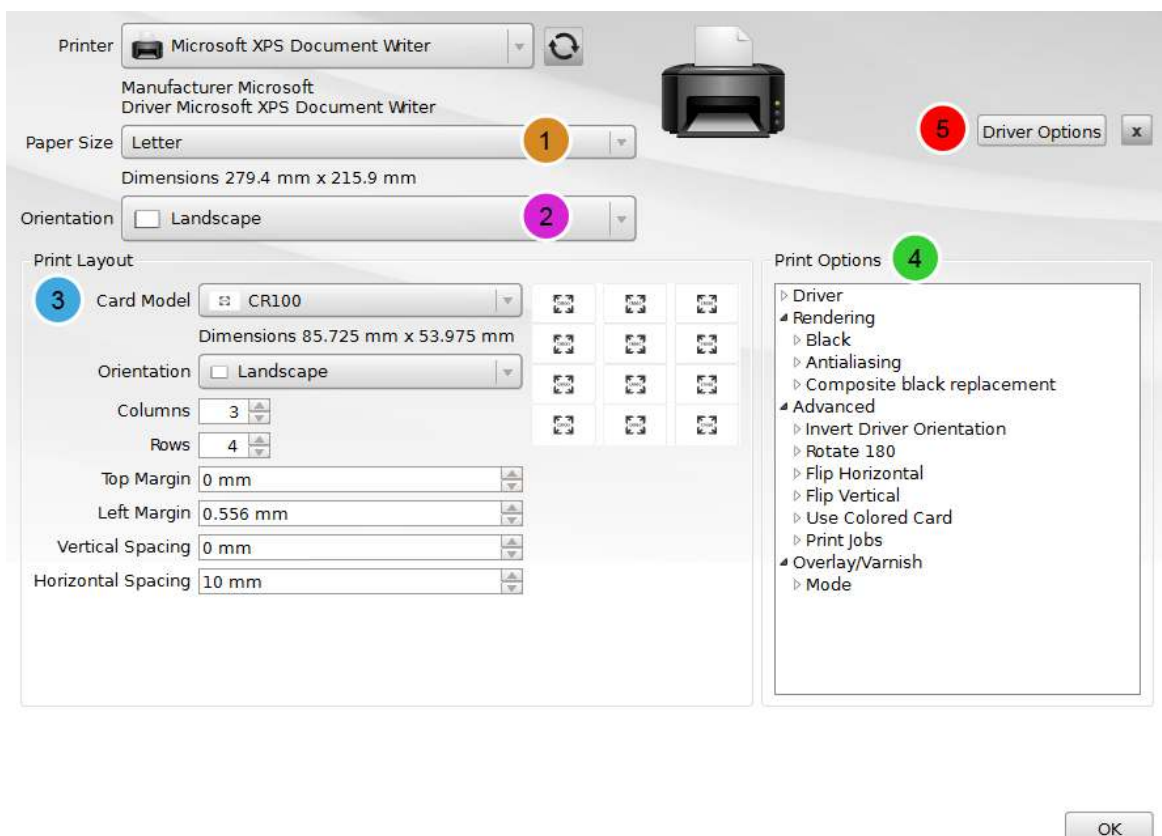 Printer Microsoft XPS Document Writer
Manufacturer Microsoft
Driver Microsoft XPS Document Writer
Paper Size Letter 1
5 Driver Options x
Dimensions 279.4 mm x 215.9 mm
Orientation Landscape 2
Print Layout
3 Card Model CR100
Dimensions 85.725 mm x 53.975 mm
Orientation Landscape
Columns 3
Rows 4
Top Margin 0 mm
Left Margin 0.556 mm
Vertical Spacing 0 mm
Horizontal Spacing 10 mm
Print Options 4
Driver
Rendering
Black
Antialiasing
Composite black replacement
Advanced
Invert Driver Orientation
Rotate 180
Flip Horizontal
Flip Vertical
Use Colored Card
Print Jobs
Overlay/Varnish
Mode
OK